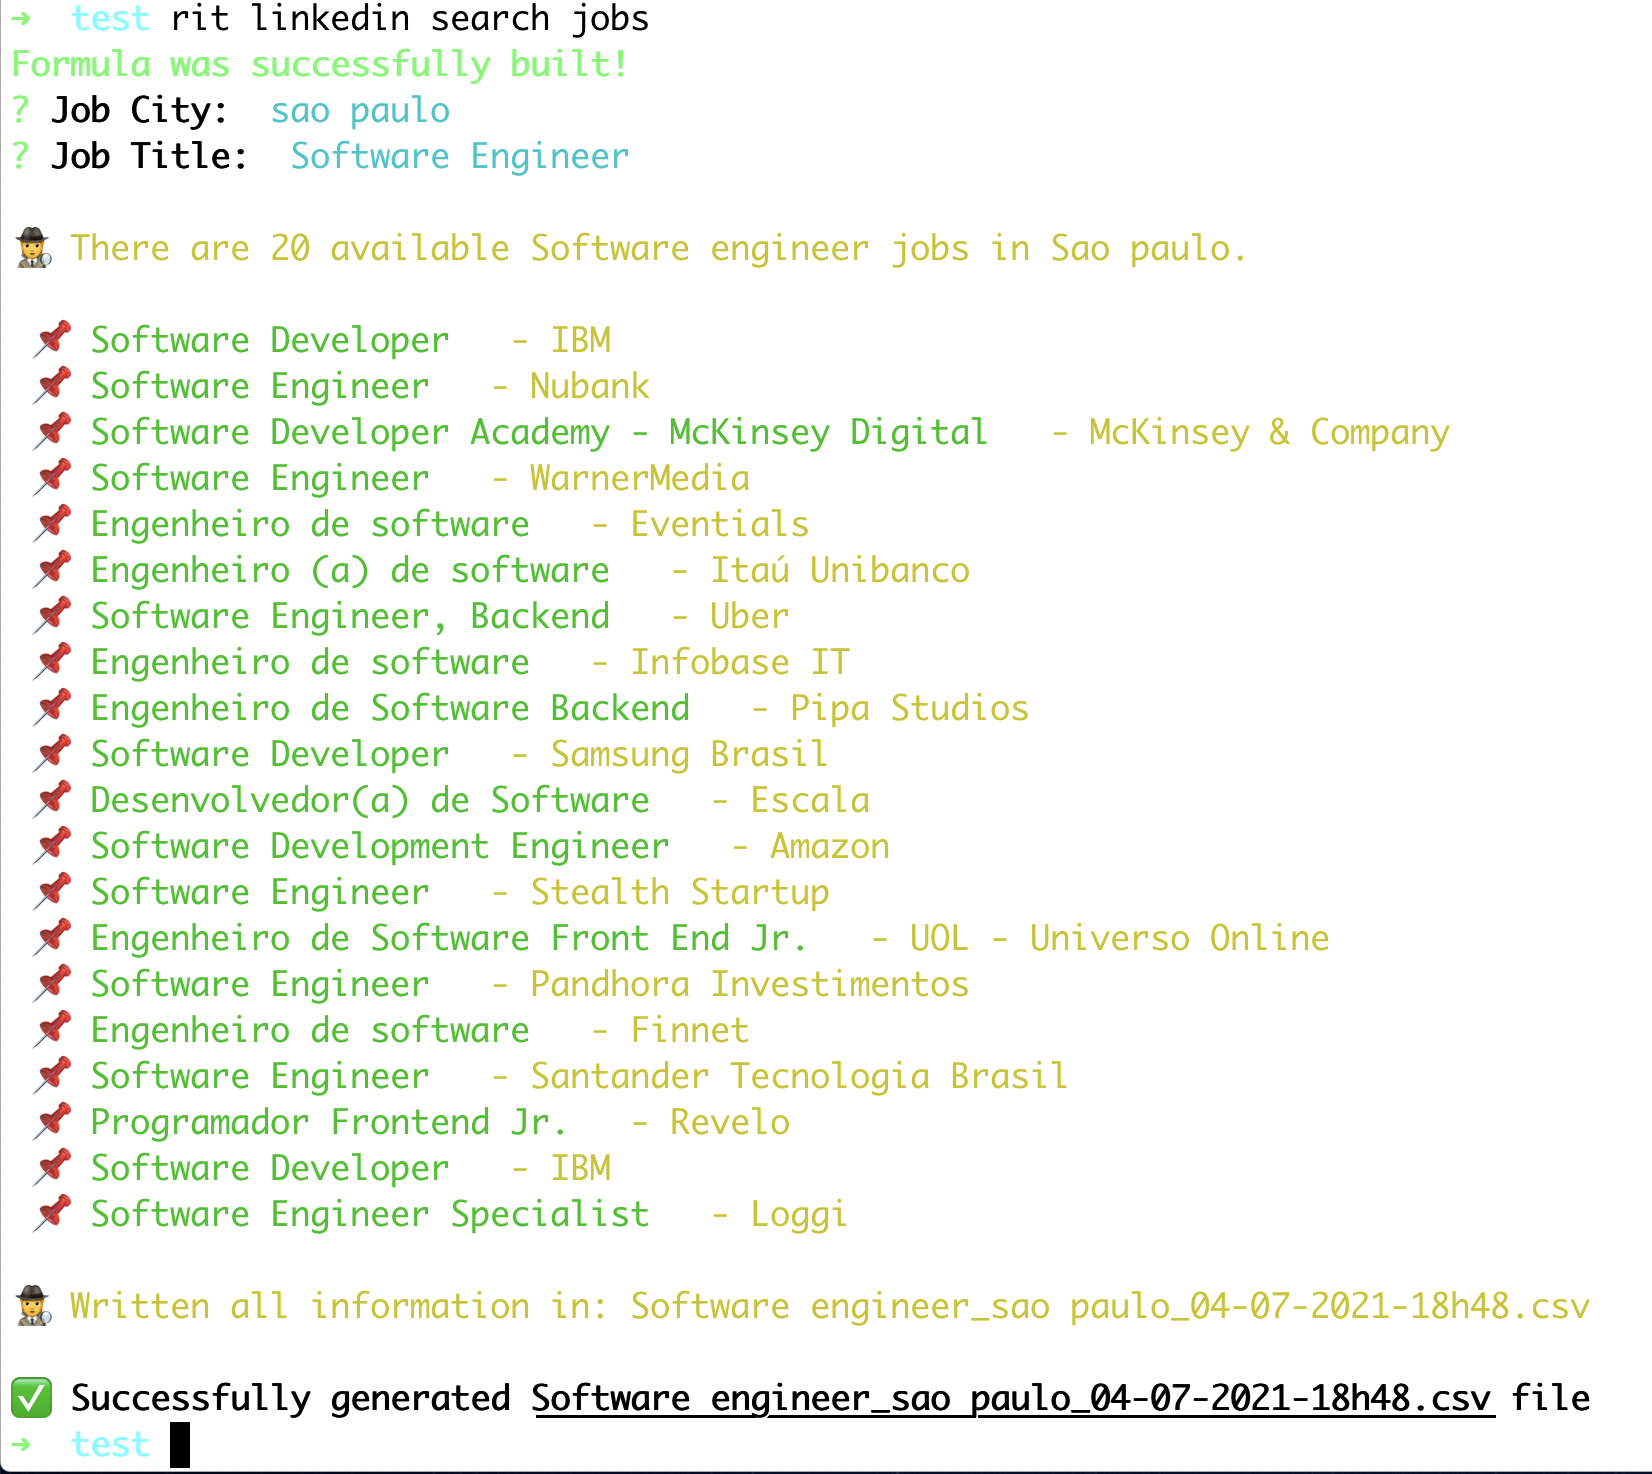 → test rit linkedin search jobs
Formula was successfully built!
? Job City: sao paulo
? Job Title: Software Engineer
There are 20 available Software engineer jobs in Sao paulo.
Software Developer - IBM
Software Engineer - Nubank
Software Developer Academy - McKinsey Digital - McKinsey & Company
Software Engineer - WarnerMedia
Engenheiro de software - Eventials
Engenheiro (a) de software - Itaú Unibanco
Software Engineer, Backend - Uber
Engenheiro de software - Infobase IT
Engenheiro de Software Backend - Pipa Studios
Software Developer - Samsung Brasil
Desenvolvedor(a) de Software - Escala
Software Development Engineer - Amazon
Software Engineer - Stealth Startup
Engenheiro de Software Front End Jr. - UOL - Universo Online
Software Engineer - Pandhora Investimentos
Engenheiro de software - Finnet
Software Engineer - Santander Tecnologia Brasil
Programador Frontend Jr. - Revelo
Software Developer - IBM
Software Engineer Specialist - Loggi
Written all information in: Software engineer_sao paulo_04-07-2021-18h48.csv
Successfully generated Software engineer_sao paulo_04-07-2021-18h48.csv file
→ test